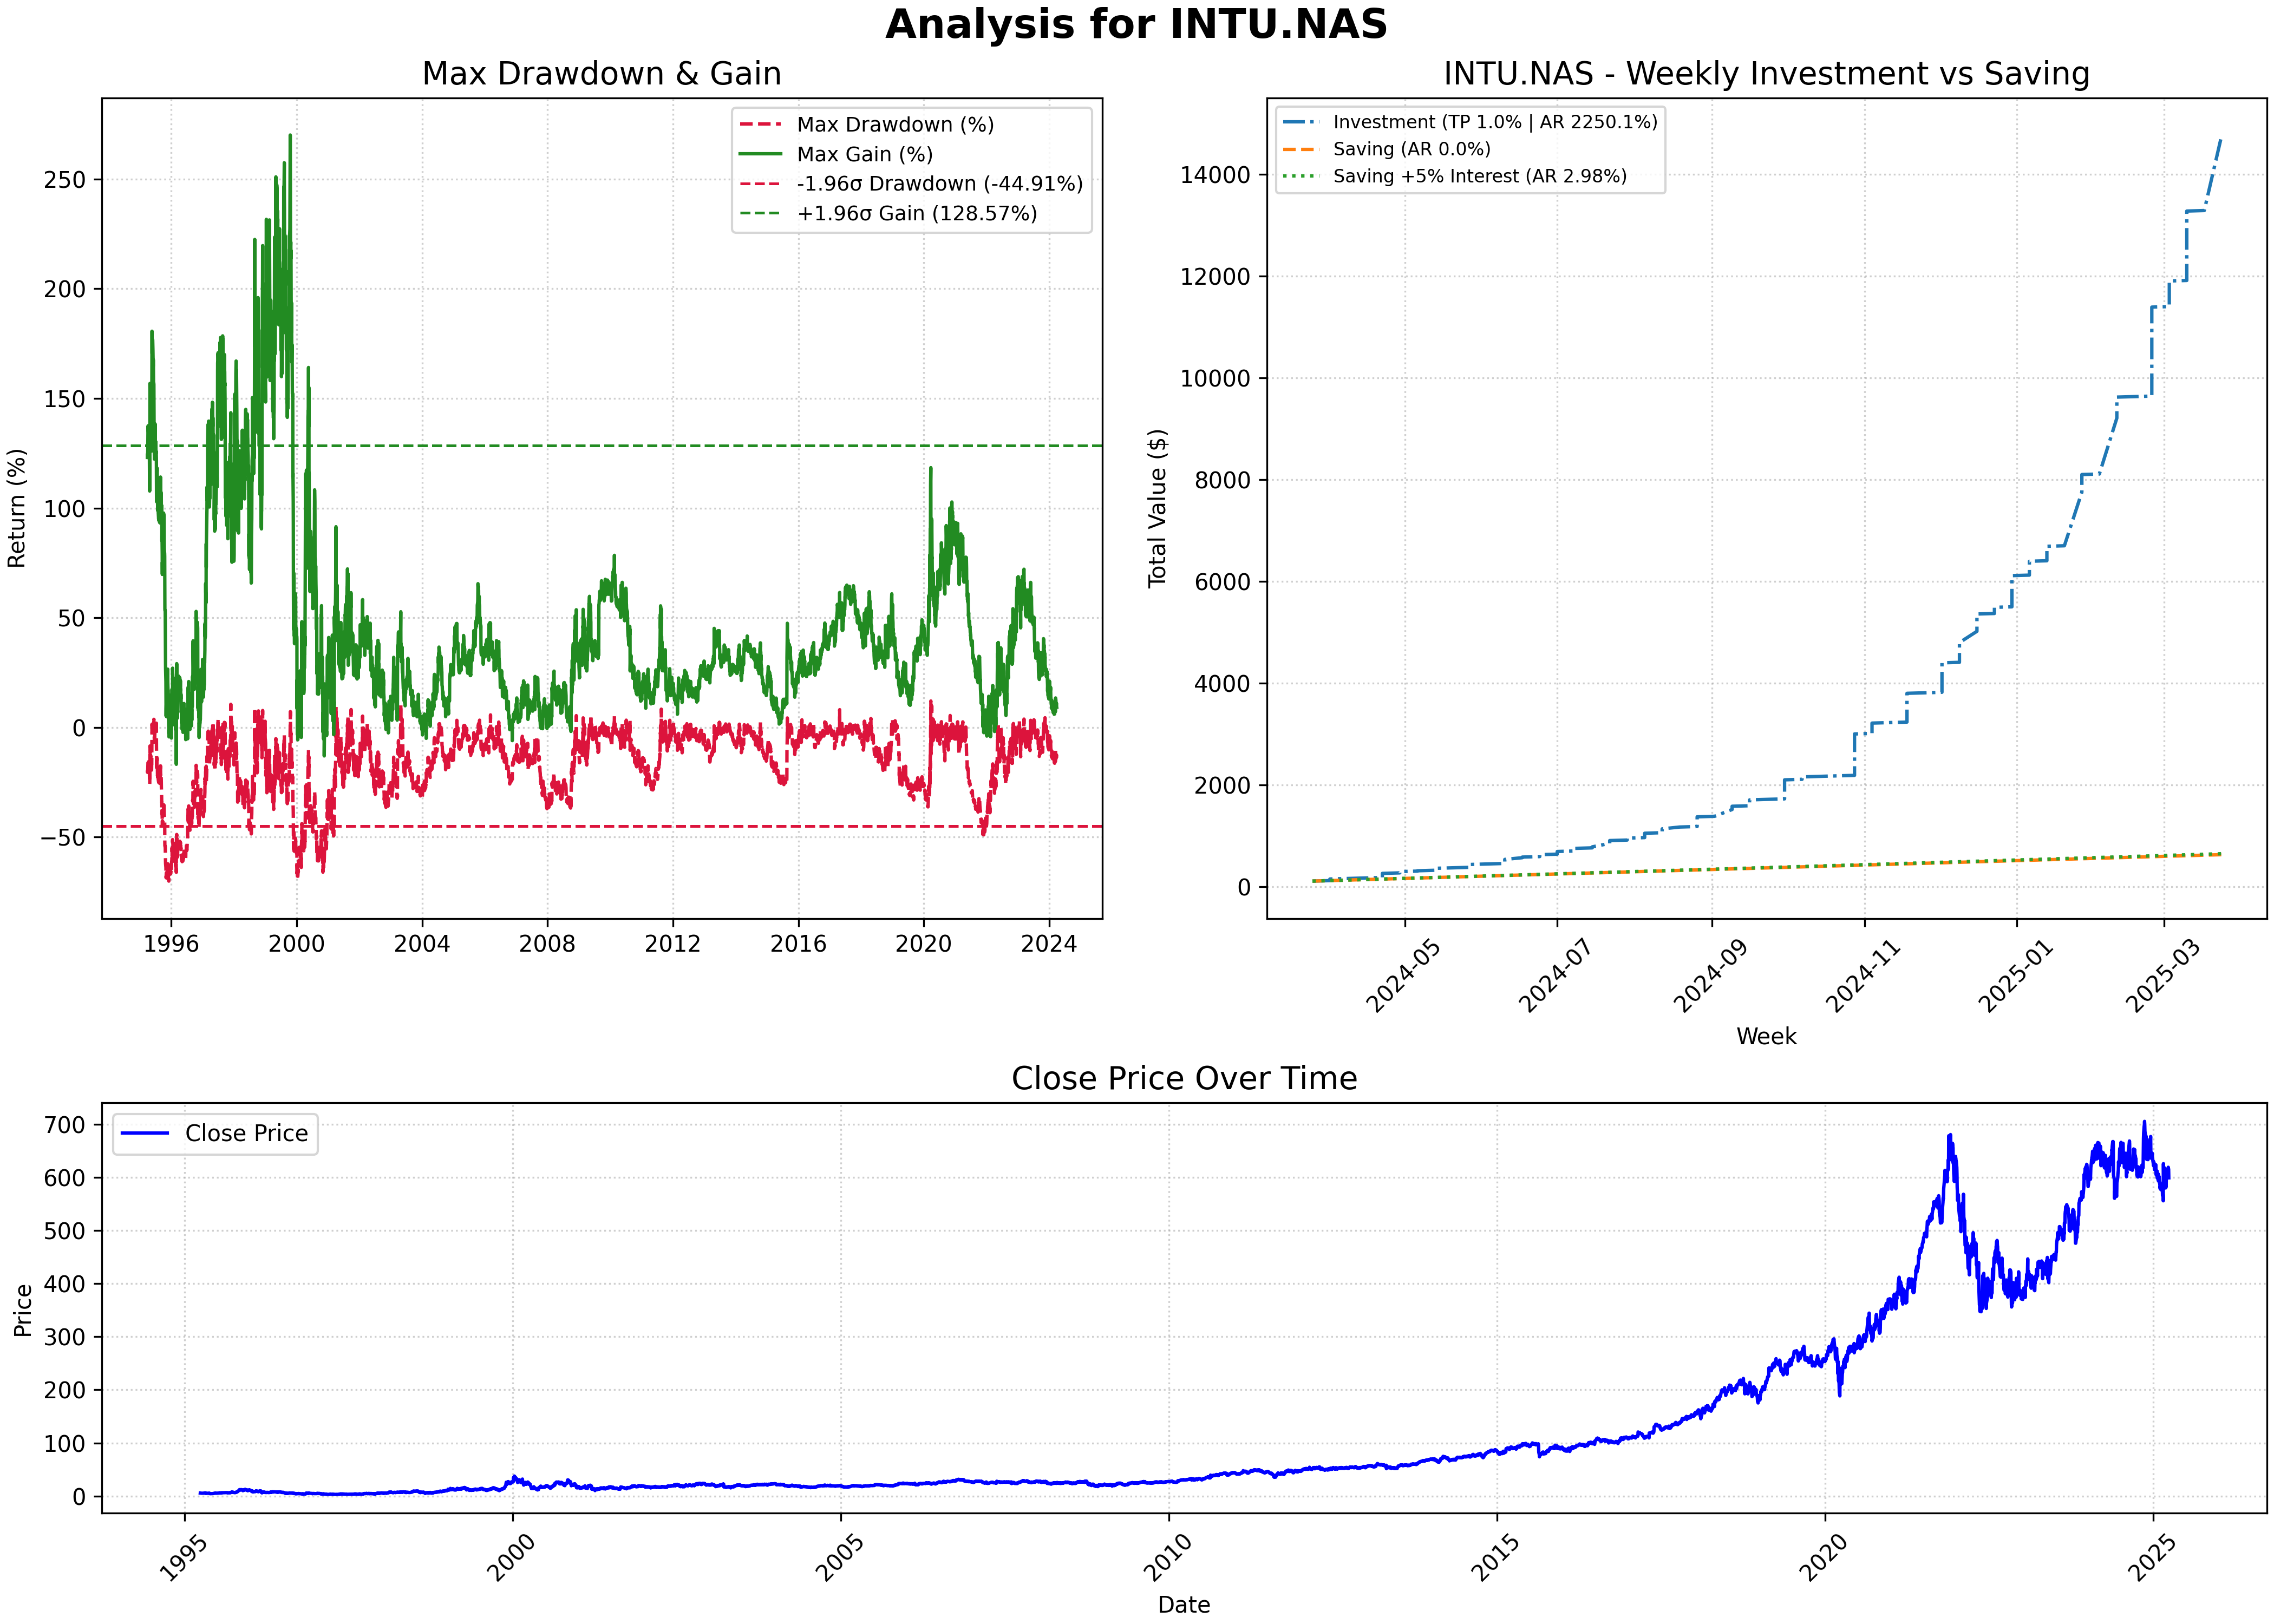 Analysis for INTU.NAS
Max Drawdown & Gain
Return (%)
250
200
150
100
50
0
−50
Max Drawdown (%)
Max Gain (%)
-1.96σ Drawdown (-44.91%)
+1.96σ Gain (128.57%)
1996 2000 2004 2008 2012 2016 2020 2024
INTU.NAS - Weekly Investment vs Saving
Total Value ($)
14000
12000
10000
8000
6000
4000
2000
0
Investment (TP 1.0% | AR 2250.1%)
Saving (AR 0.0%)
Saving +5% Interest (AR 2.98%)
2024-05 2024-07 2024-09 2024-11 2025-01 2025-03
Week
Close Price Over Time
Price
700
600
500
400
300
200
100
0
Close Price
1995 2000 2005 2010 2015 2020 2025
Date